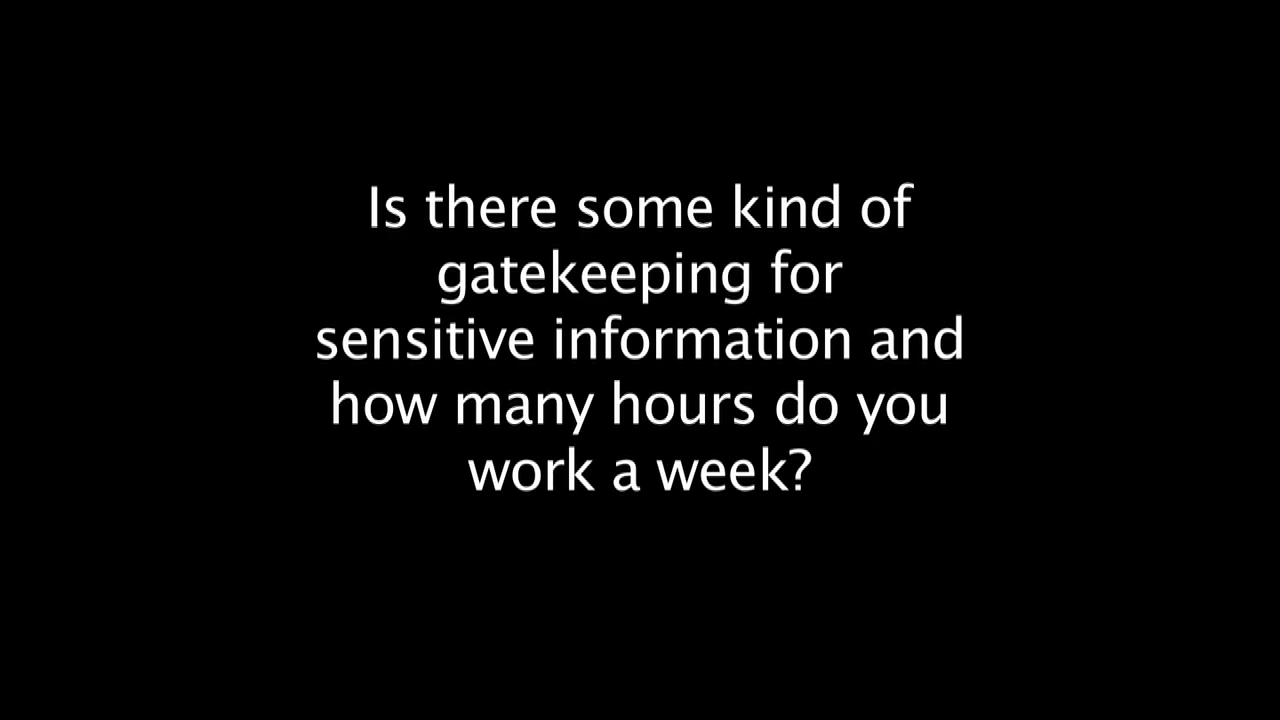 Is there some kind of
gatekeeping for
sensitive information and
how many hours do you
work a week?